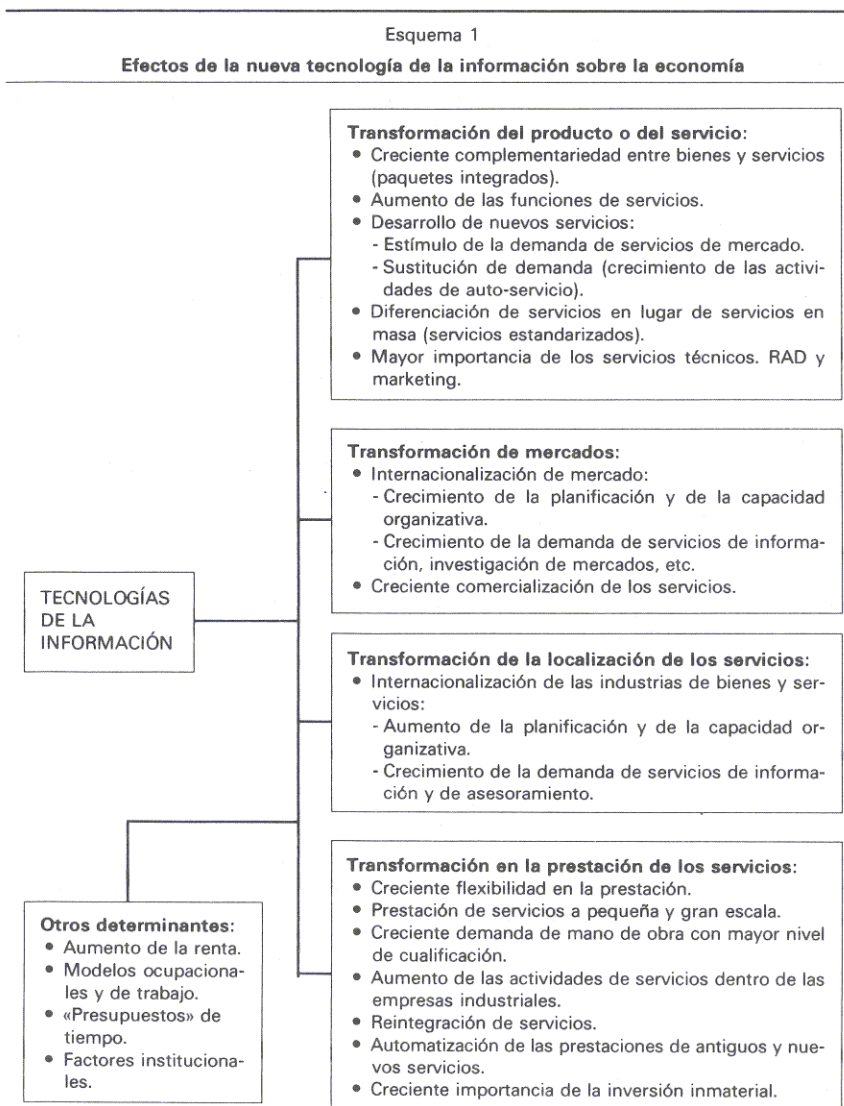 Esquema 1
Efectos de la nueva tecnología de la información sobre la economía
Transformación del producto o del servicio:
• Creciente complementariedad entre bienes y servicios
(paquetes integrados).
• Aumento de las funciones de servicios.
• Desarrollo de nuevos servicios:
- Estímulo de la demanda de servicios de mercado.
- Sustitución de demanda (crecimiento de las activi-
dades de auto-servicio).
• Diferenciación de servicios en lugar de servicios en
masa (servicios estandarizados).
• Mayor importancia de los servicios técnicos. RAD y
marketing.
Transformación de mercados:
• Internacionalización de mercado:
- Crecimiento de la planificación y de la capacidad
organizativa.
- Crecimiento de la demanda de servicios de informa-
ción, investigación de mercados, etc.
• Creciente comercialización de los servicios.
TECNOLOGÍAS
DE LA
INFORMACIÓN
Transformación de la localización de los servicios:
• Internacionalización de las industrias de bienes y ser-
vicios:
- Aumento de la planificación y de la capacidad or-
ganizativa.
- Crecimiento de la demanda de servicios de informa-
ción y de asesoramiento.
Transformación en la prestación de los servicios:
• Creciente flexibilidad en la prestación.
• Prestación de servicios a pequeña y gran escala.
• Creciente demanda de mano de obra con mayor nivel
de cualificación.
• Aumento de las actividades de servicios dentro de las
empresas industriales.
• Reintegración de servicios.
• Automatización de las prestaciones de antiguos y nue-
vos servicios.
• Creciente importancia de la inversión inmaterial.
Otros determinantes:
• Aumento de la renta.
• Modelos ocupaciona-
les y de trabajo.
• «Presupuestos» de
tiempo.
• Factores instituciona-
les.